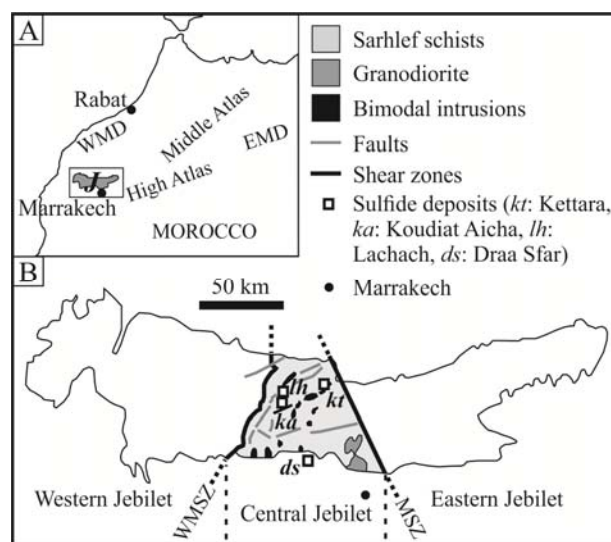 A
Rabat
WMD
Middle Atlas
EMD
High Atlas
J
Marrakech
MOROCCO
Sarhlef schists
Granodiorite
Bimodal intrusions
Faults
Shear zones
Sulfide deposits (kt: Kettara,
ka: Koudiat Aicha, lh:
Lachach, ds: Draa Sfar)
Marrakech
B
50 km
lh
kt
ka
ds
Western Jebilet
WMSZ
Central Jebilet
MSZ
Eastern Jebilet